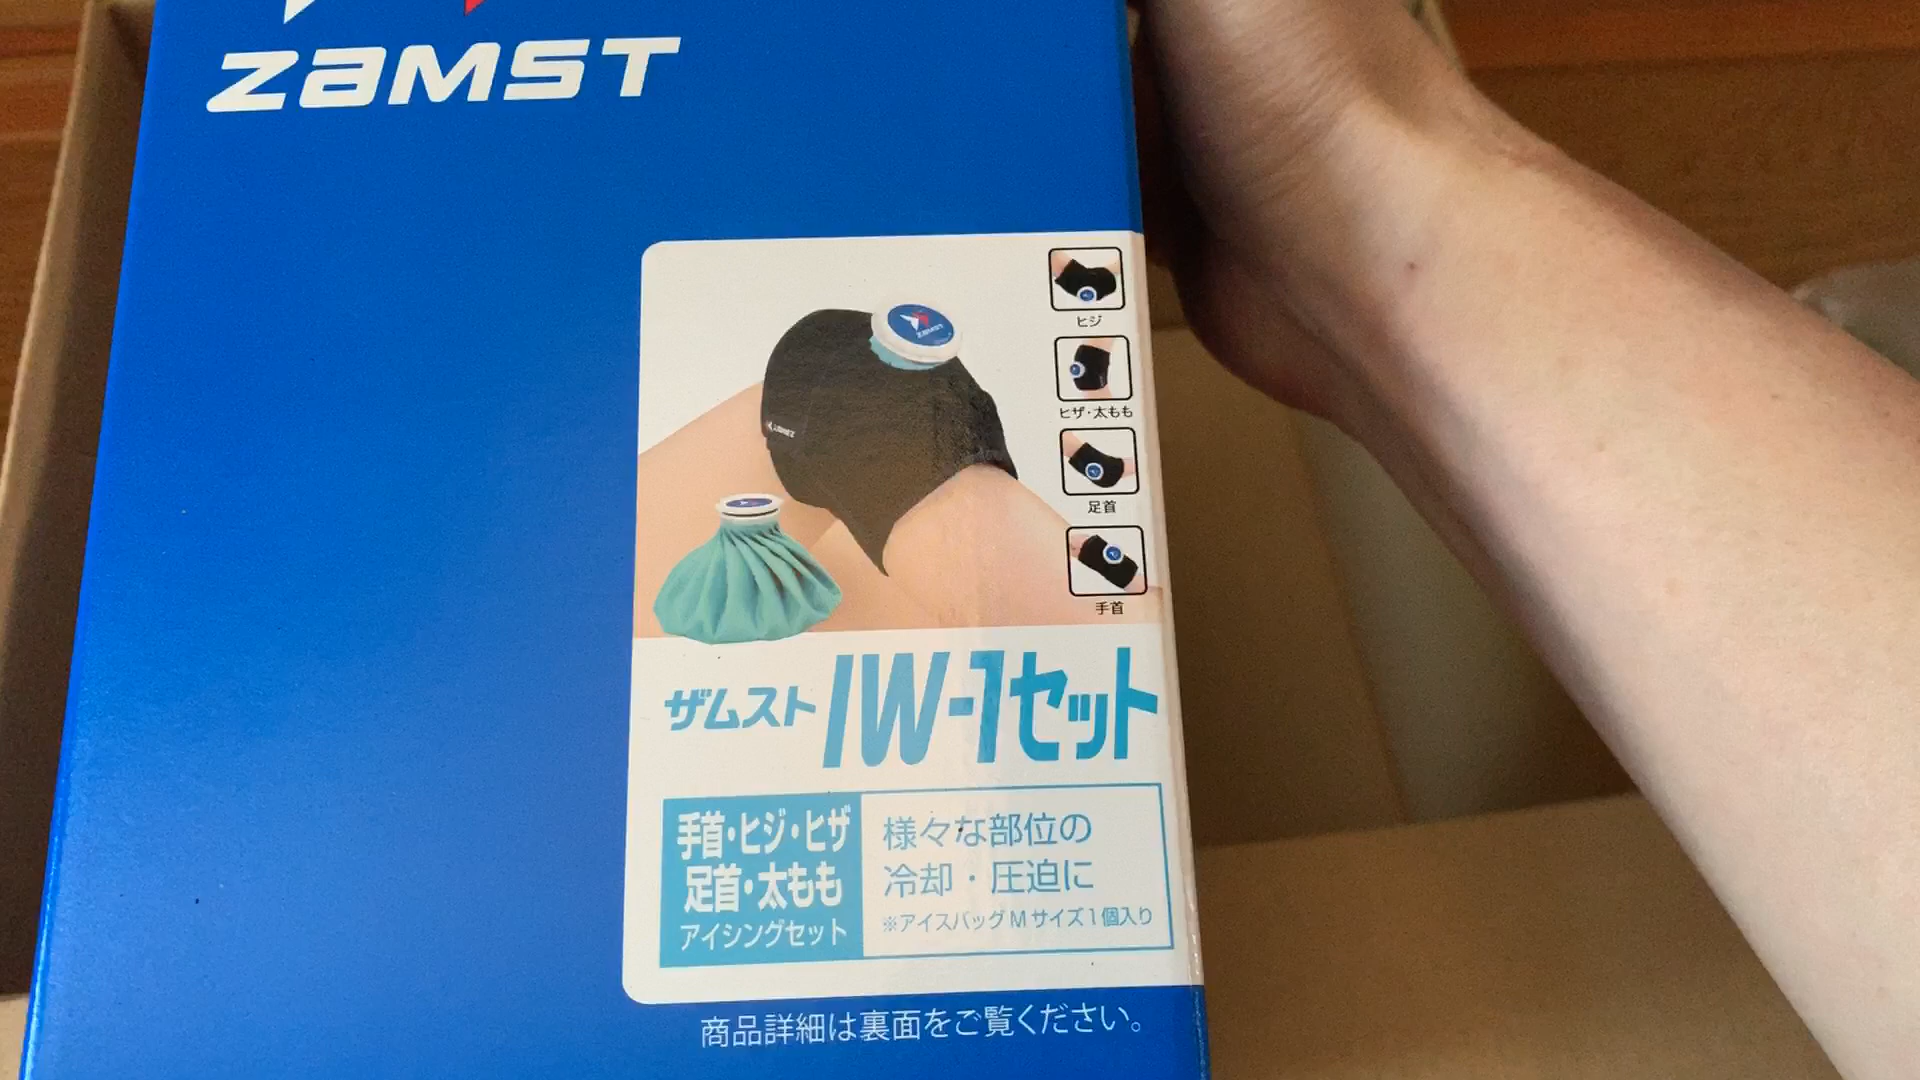 ZAMST
ZAMST
ヒジ
ヒザ・太もも
足首
手首
ザムスト IW-1セット
手首・ヒジ・ヒザ
足首・太もも
アイシングセット
様々な部位の
冷却・圧迫に
※アイスバッグMサイズ1個入り
商品詳細は裏面をご覧ください。